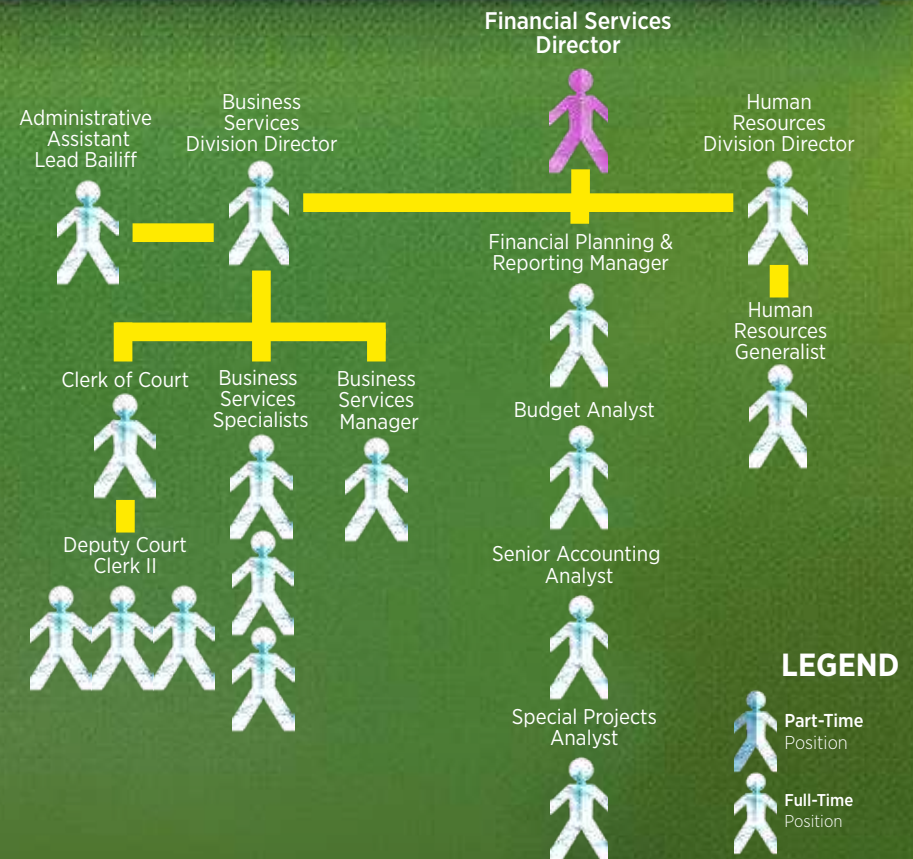 Financial Services
Director
Administrative
Assistant
Lead Bailiff
Business
Services
Division Director
Human
Resources
Division Director
Financial Planning &
Reporting Manager
Human
Resources
Generalist
Clerk of Court
Business
Services
Specialists
Business
Services
Manager
Budget Analyst
Deputy Court
Clerk II
Senior Accounting
Analyst
Special Projects
Analyst
LEGEND
Part-Time
Position
Full-Time
Position